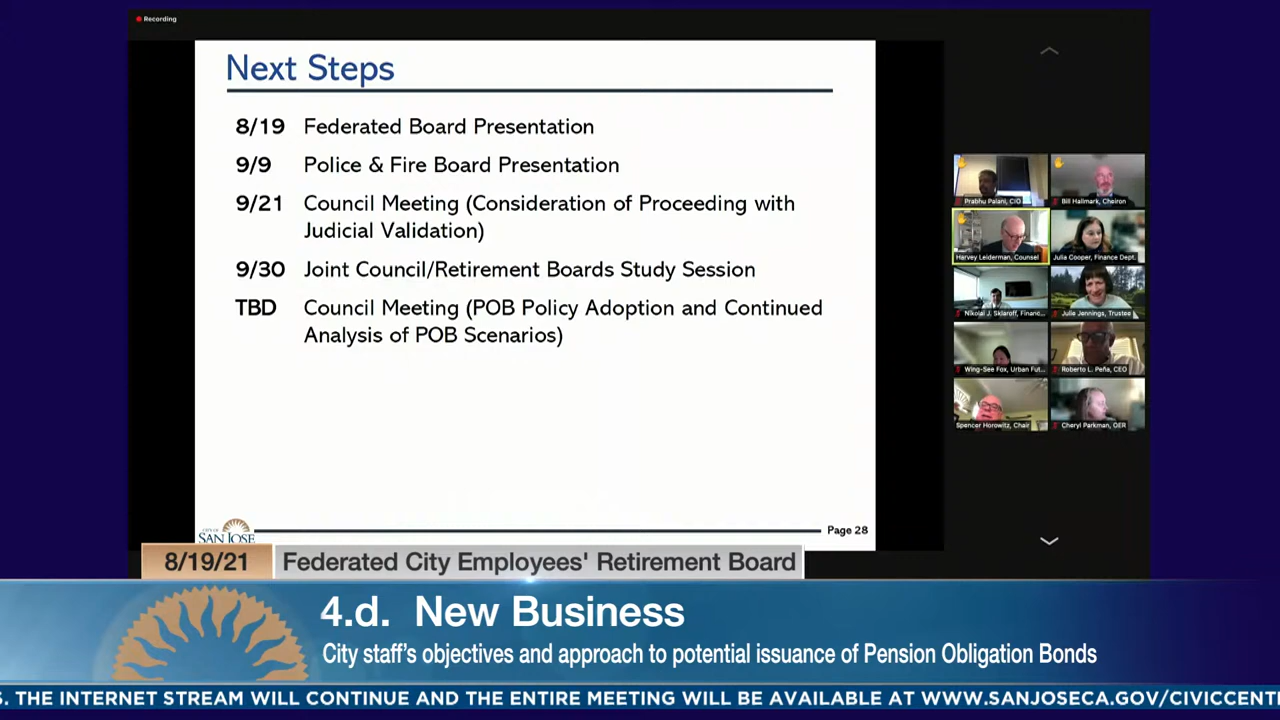 Recording
Next Steps
8/19 Federated Board Presentation
9/9 Police & Fire Board Presentation
9/21 Council Meeting (Consideration of Proceeding with
Judicial Validation)
9/30 Joint Council/Retirement Boards Study Session
TBD Council Meeting (POB Policy Adoption and Continued
Analysis of POB Scenarios)
CITY OF
SAN JOSE
Page 28
Prabhu Palani, CIO
Bill Hallmark, Cheiron
Harvey Leiderman, Counsel
Julia Cooper, Finance Dept.
Nikolai J. Sklaroff, Financ...
Julie Jennings, Trustee
Wing-See Fox, Urban Fut...
Roberto L. Peña, CEO
Spencer Horowitz, Chair
Cheryl Parkman, OER
8/19/21 Federated City Employees' Retirement Board
4.d. New Business
City staff's objectives and approach to potential issuance of Pension Obligation Bonds
S. THE INTERNET STREAM WILL CONTINUE AND THE ENTIRE MEETING WILL BE AVAILABLE AT WWW.SANJOSECA.GOV/CIVICCENT